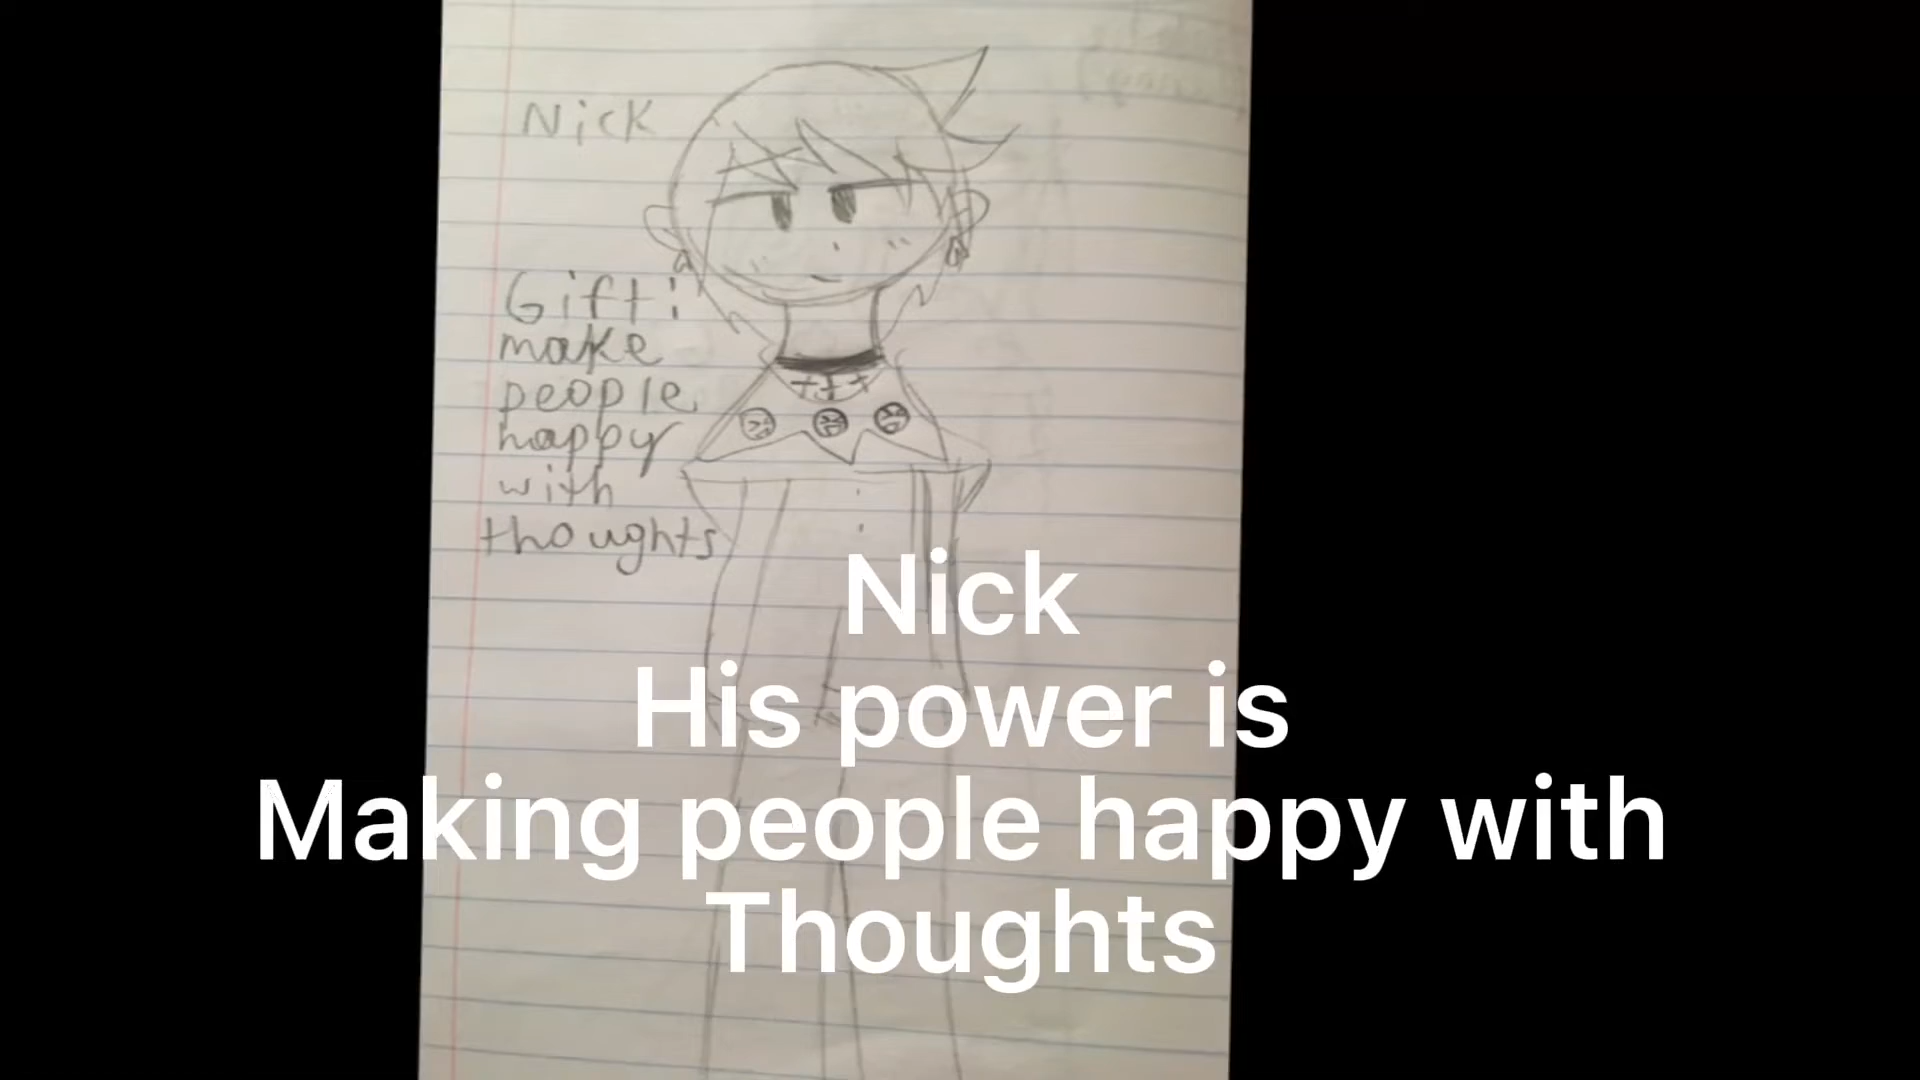 Nick
Gift:
make
people
happy
with
thoughts
Nick
His power is
Making people happy with
Thoughts